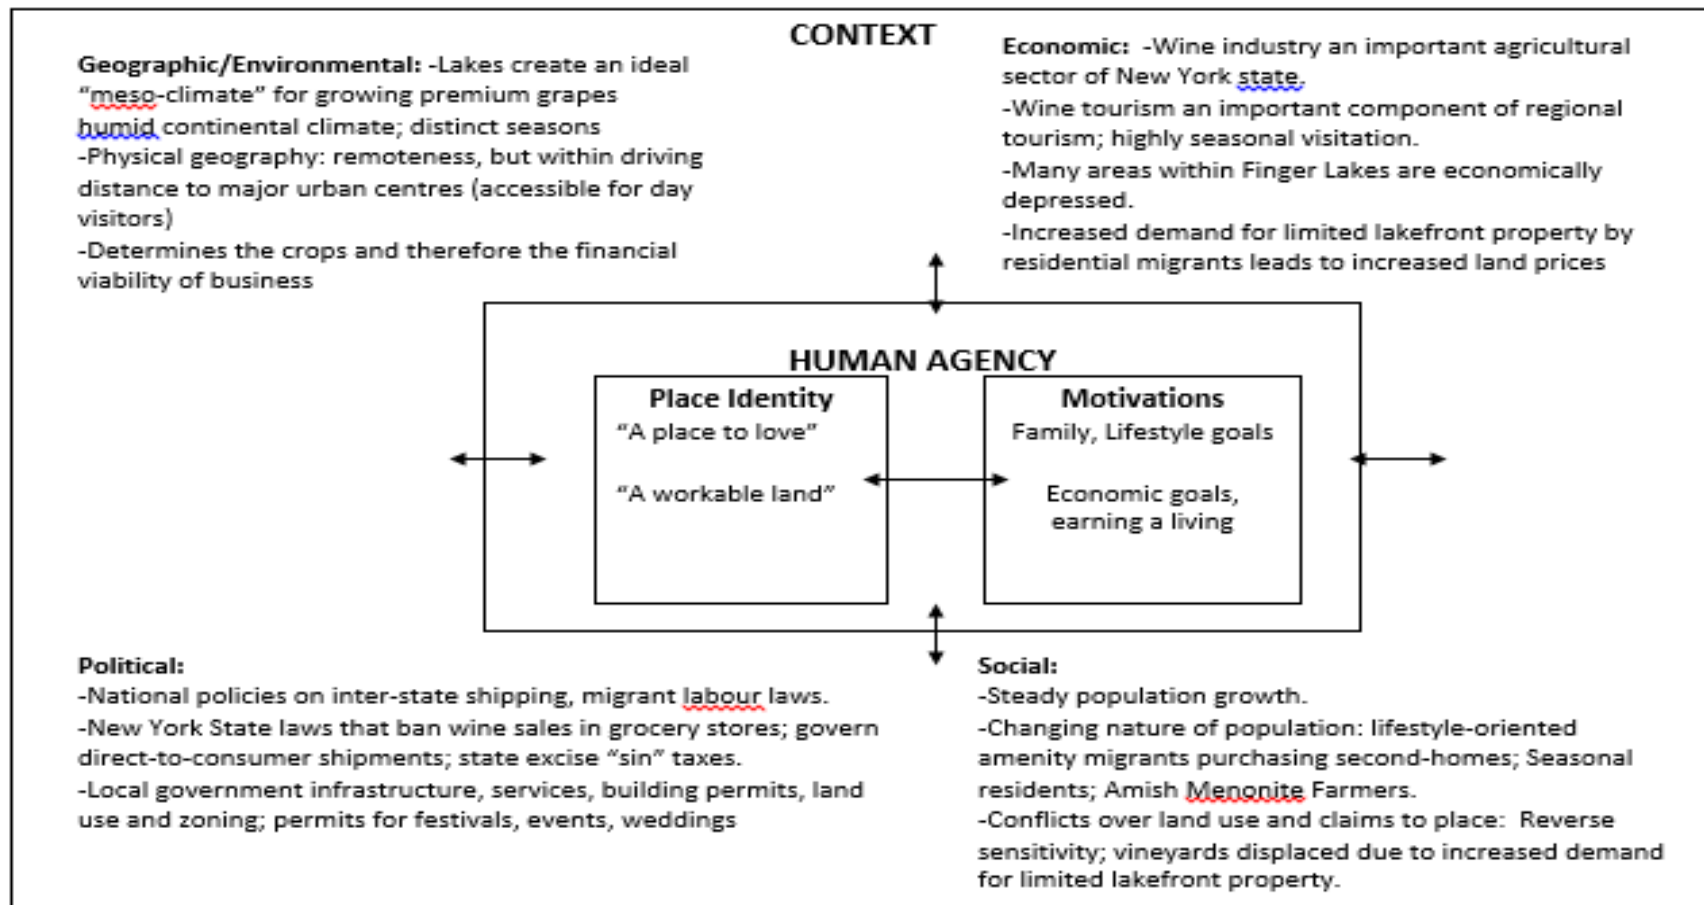 CONTEXT
Geographic/Environmental: -Lakes create an ideal
“meso-climate” for growing premium grapes
humid continental climate; distinct seasons
-Physical geography: remoteness, but within driving
distance to major urban centres (accessible for day
visitors)
-Determines the crops and therefore the financial
viability of business
Economic:  -Wine industry an important agricultural
sector of New York state.
-Wine tourism an important component of regional
tourism; highly seasonal visitation.
-Many areas within Finger Lakes are economically
depressed.
-Increased demand for limited lakefront property by
residential migrants leads to increased land prices
HUMAN AGENCY
Place Identity
“A place to love”
“A workable land”
Motivations
Family, Lifestyle goals
Economic goals,
earning a living
Political:
-National policies on inter-state shipping, migrant labour laws.
-New York State laws that ban wine sales in grocery stores; govern
direct-to-consumer shipments; state excise “sin” taxes.
-Local government infrastructure, services, building permits, land
use and zoning; permits for festivals, events, weddings
Social:
-Steady population growth.
-Changing nature of population: lifestyle-oriented
amenity migrants purchasing second-homes; Seasonal
residents; Amish Menonite Farmers.
-Conflicts over land use and claims to place:  Reverse
sensitivity; vineyards displaced due to increased demand
for limited lakefront property.